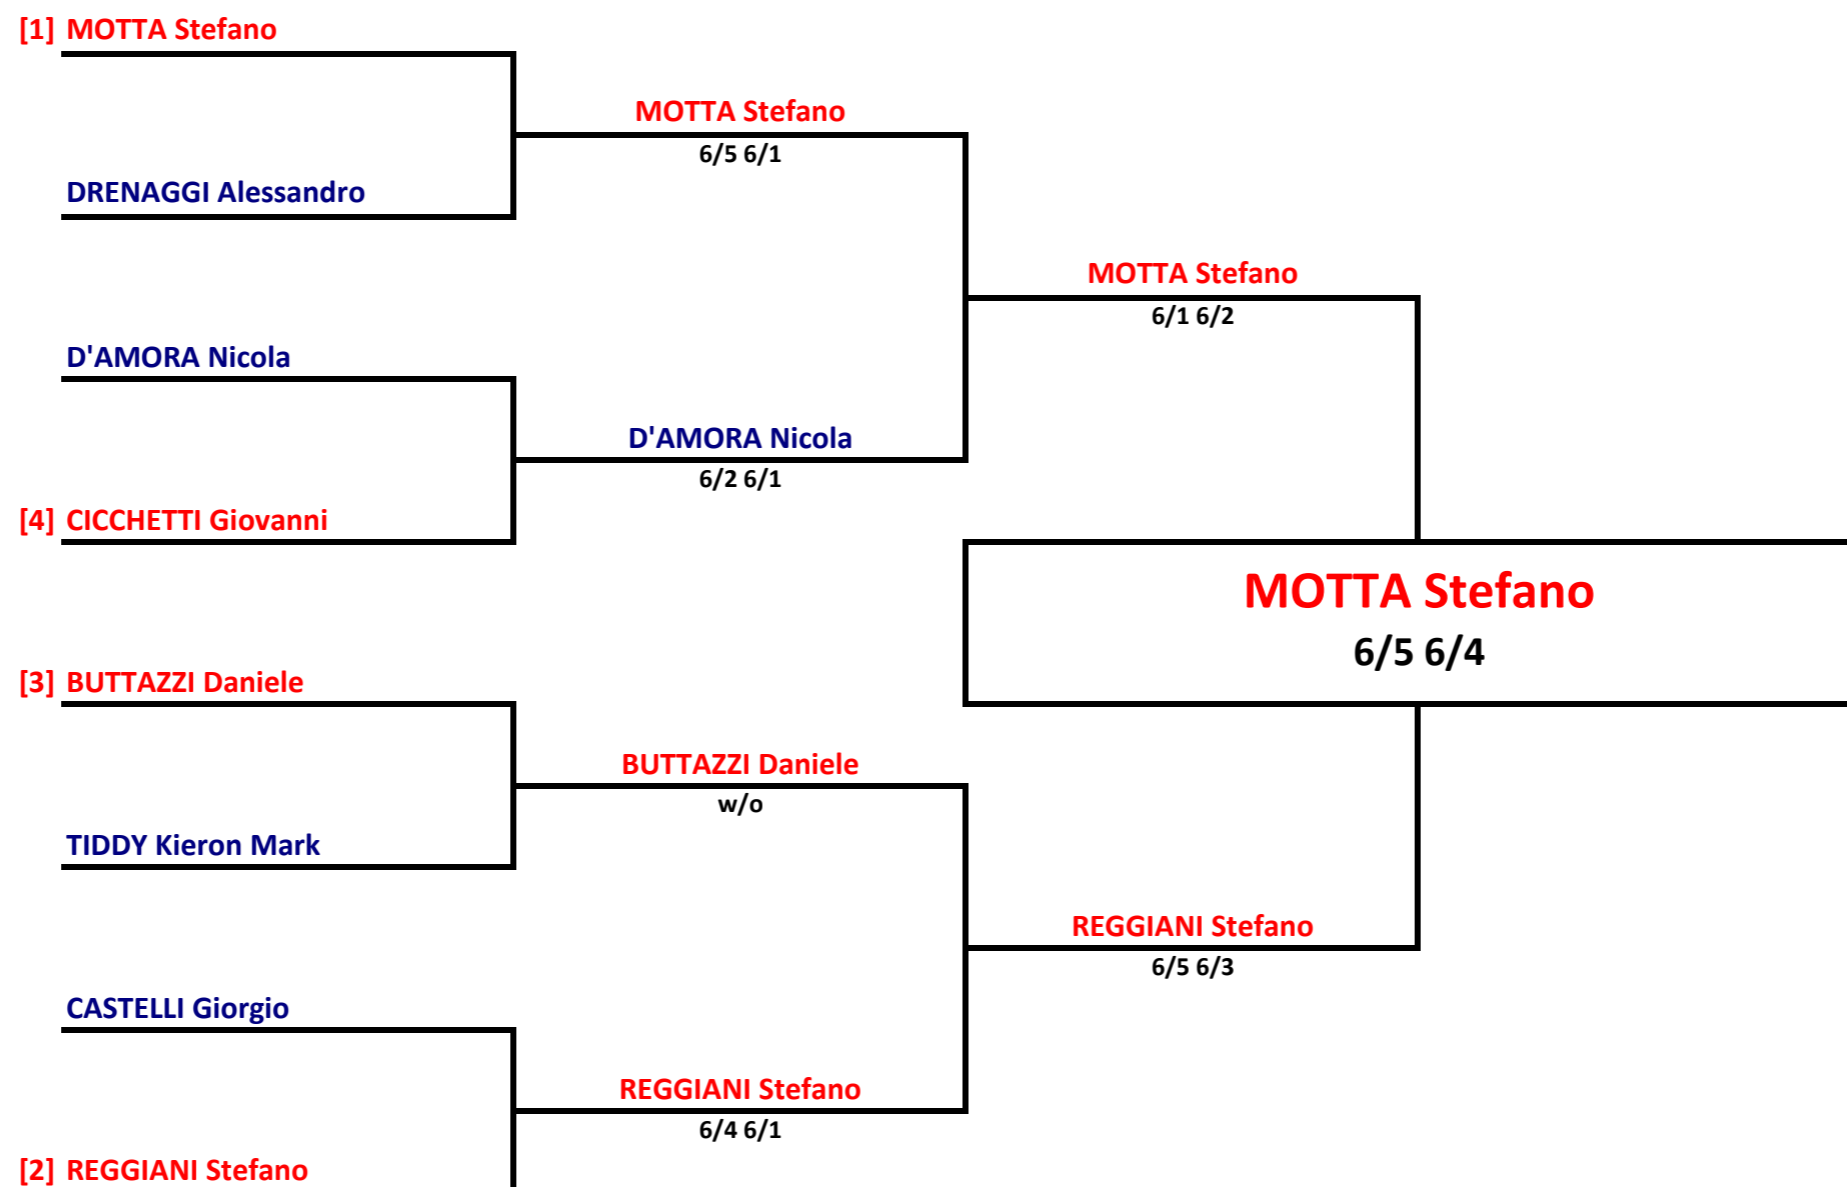 [1] MOTTA Stefano
MOTTA Stefano
6/5 6/1
DRENAGGI Alessandro
MOTTA Stefano
6/1 6/2
D'AMORA Nicola
D'AMORA Nicola
6/2 6/1
[4] CICCHETTI Giovanni
MOTTA Stefano
6/5 6/4
[3] BUTTAZZI Daniele
BUTTAZZI Daniele
w/o
TIDDY Kieron Mark
REGGIANI Stefano
6/5 6/3
CASTELLI Giorgio
REGGIANI Stefano
6/4 6/1
[2] REGGIANI Stefano